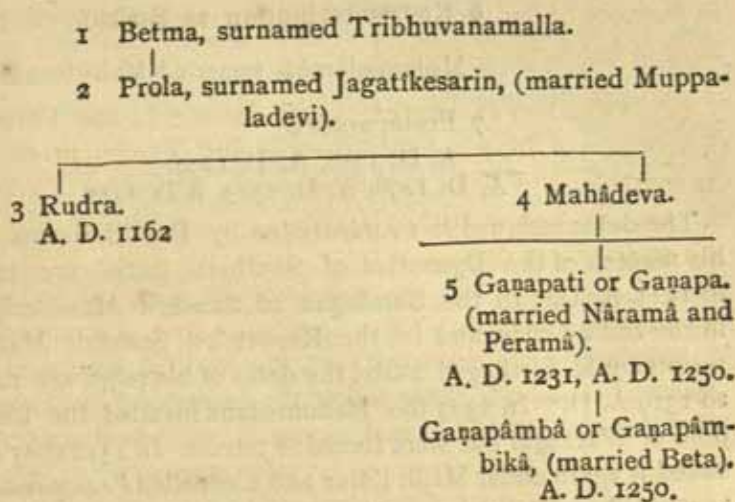 1 Betma, surnamed Tribhuvanamalla.
2 Prola, surnamed Jagatîkesarin, (married Muppa-
ladevi).
3 Rudra.
A. D. 1162
4 Mahâdeva.
5 Gaṇapati or Gaṇapa.
(married Nâramâ and
Peramâ).
A. D. 1231, A. D. 1250.
Gaṇapâmbâ or Gaṇapâm-
bikâ, (married Beta).
A. D. 1250.